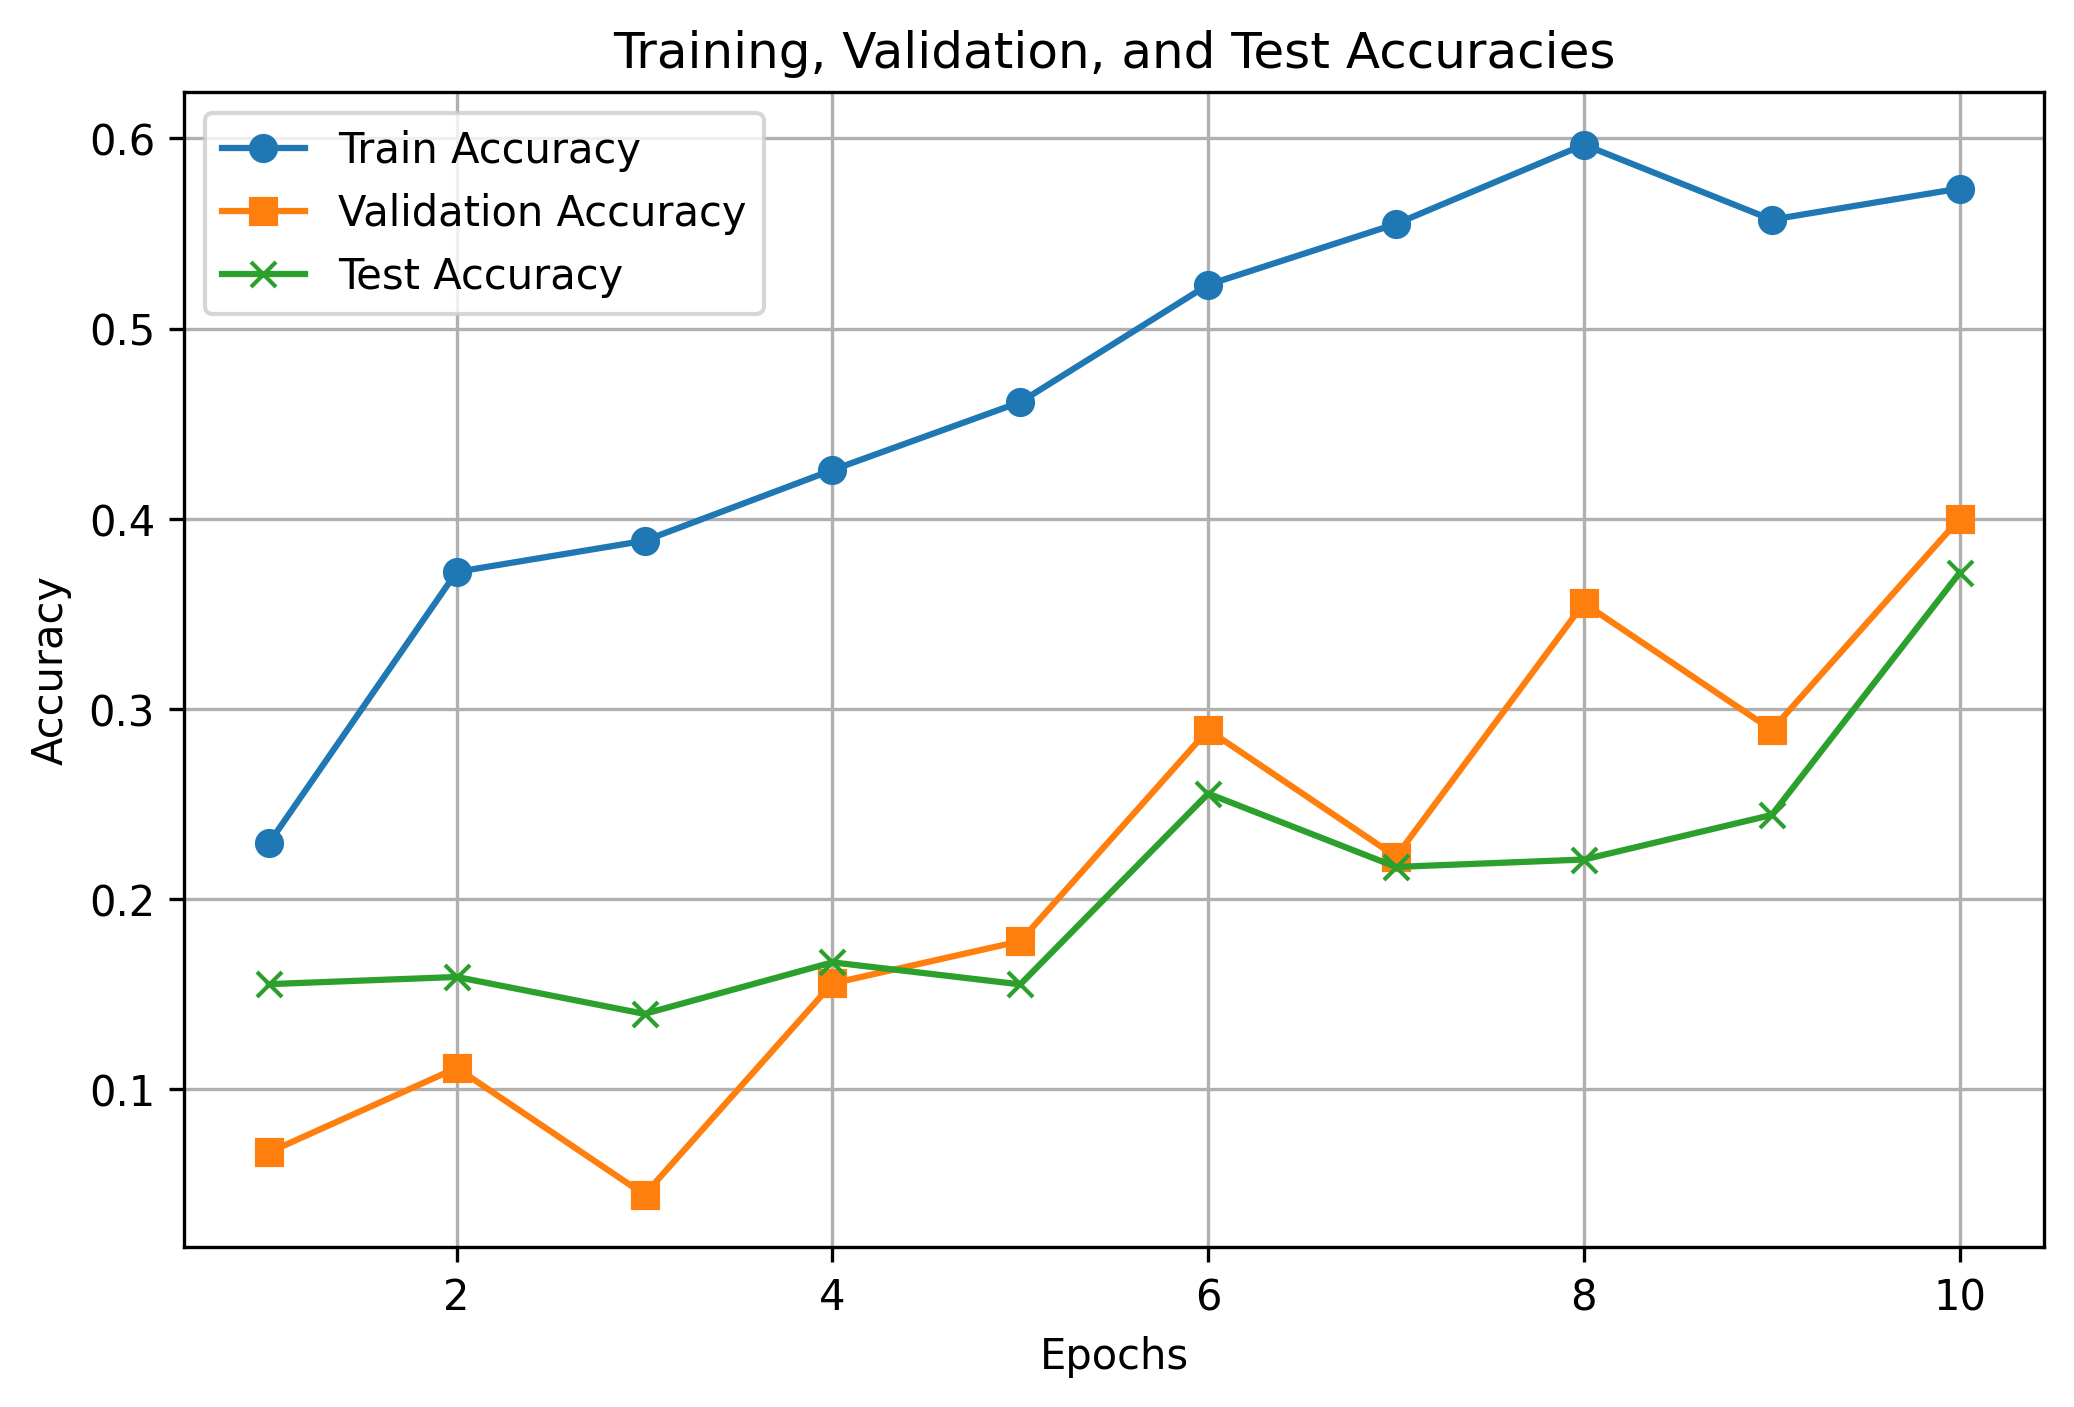 Training, Validation, and Test Accuracies
Train Accuracy
Validation Accuracy
Test Accuracy
0.6
0.5
0.4
0.3
0.2
0.1
Accuracy
2 4 6 8 10
Epochs